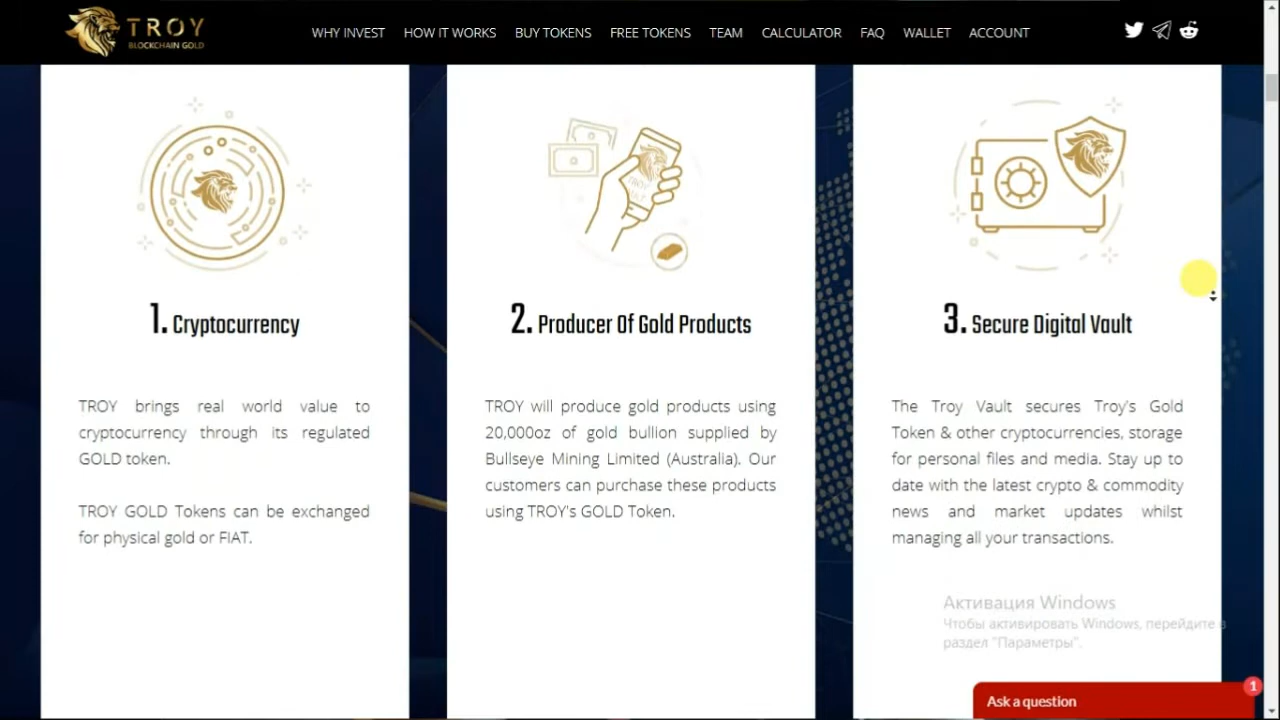 TROY
BLOCKCHAIN GOLD
WHY INVEST
HOW IT WORKS
BUY TOKENS
FREE TOKENS
TEAM
CALCULATOR
FAQ
WALLET
ACCOUNT
1. Cryptocurrency
TROY brings real world value to
cryptocurrency through its regulated
GOLD token.
TROY GOLD Tokens can be exchanged
for physical gold or FIAT.
2. Producer Of Gold Products
TROY will produce gold products using
20,000oz of gold bullion supplied by
Bullseye Mining Limited (Australia). Our
customers can purchase these products
using TROY's GOLD Token.
3. Secure Digital Vault
The Troy Vault secures Troy's Gold
Token & other cryptocurrencies, storage
for personal files and media. Stay up to
date with the latest crypto & commodity
news and market updates whilst
managing all your transactions.
Активация Windows
Чтобы активировать Windows, перейдите в
раздел "Параметры".
Ask a question
1